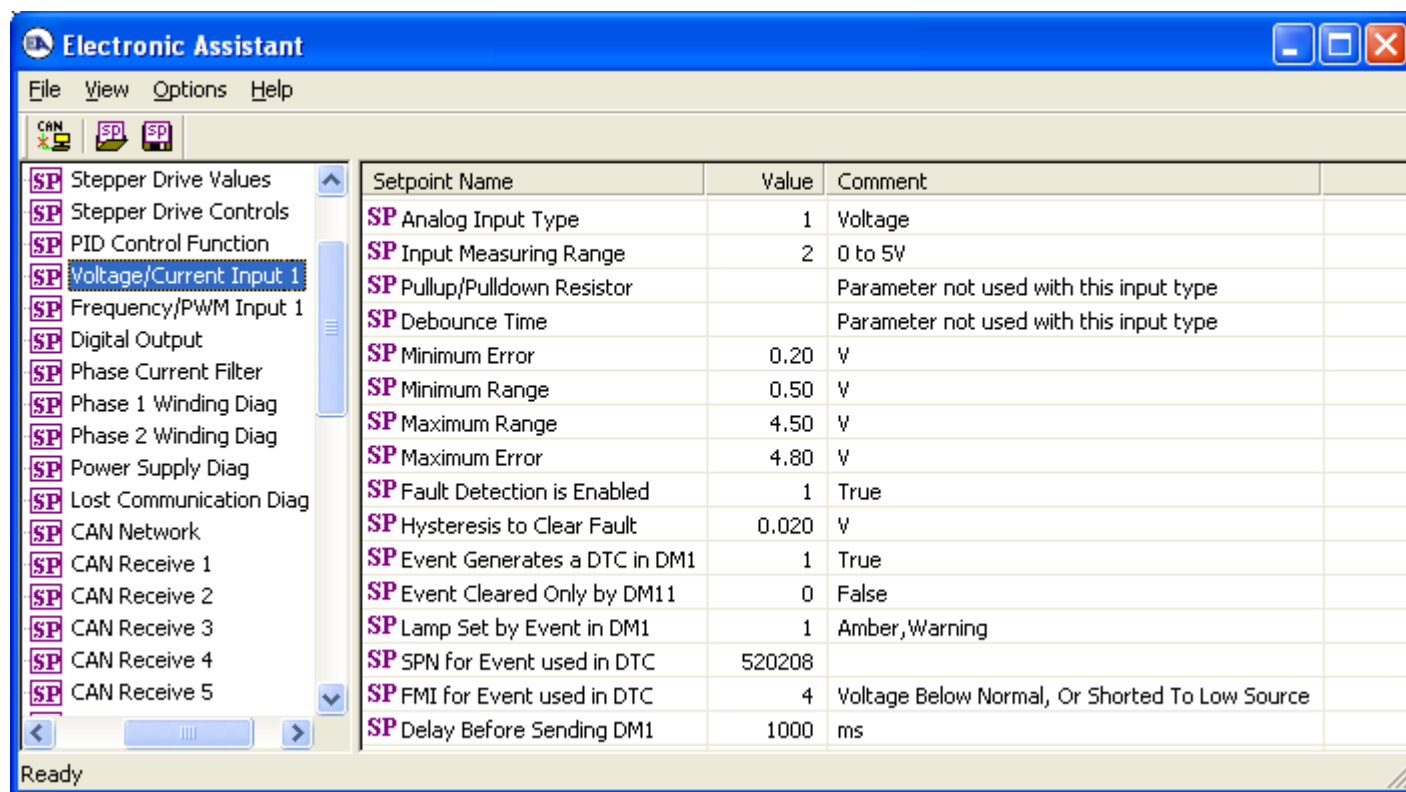 EA Electronic Assistant
File View Options Help
CAN SP SP
SP Stepper Drive Values
SP Stepper Drive Controls
SP PID Control Function
SP Voltage/Current Input 1
SP Frequency/PWM Input 1
SP Digital Output
SP Phase Current Filter
SP Phase 1 Winding Diag
SP Phase 2 Winding Diag
SP Power Supply Diag
SP Lost Communication Diag
SP CAN Network
SP CAN Receive 1
SP CAN Receive 2
SP CAN Receive 3
SP CAN Receive 4
SP CAN Receive 5
Setpoint Name Value Comment
SP Analog Input Type 1 Voltage
SP Input Measuring Range 2 0 to 5V
SP Pullup/Pulldown Resistor Parameter not used with this input type
SP Debounce Time Parameter not used with this input type
SP Minimum Error 0.20 V
SP Minimum Range 0.50 V
SP Maximum Range 4.50 V
SP Maximum Error 4.80 V
SP Fault Detection is Enabled 1 True
SP Hysteresis to Clear Fault 0.020 V
SP Event Generates a DTC in DM1 1 True
SP Event Cleared Only by DM11 0 False
SP Lamp Set by Event in DM1 1 Amber,Warning
SP SPN for Event used in DTC 520208
SP FMI for Event used in DTC 4 Voltage Below Normal, Or Shorted To Low Source
SP Delay Before Sending DM1 1000 ms
Ready